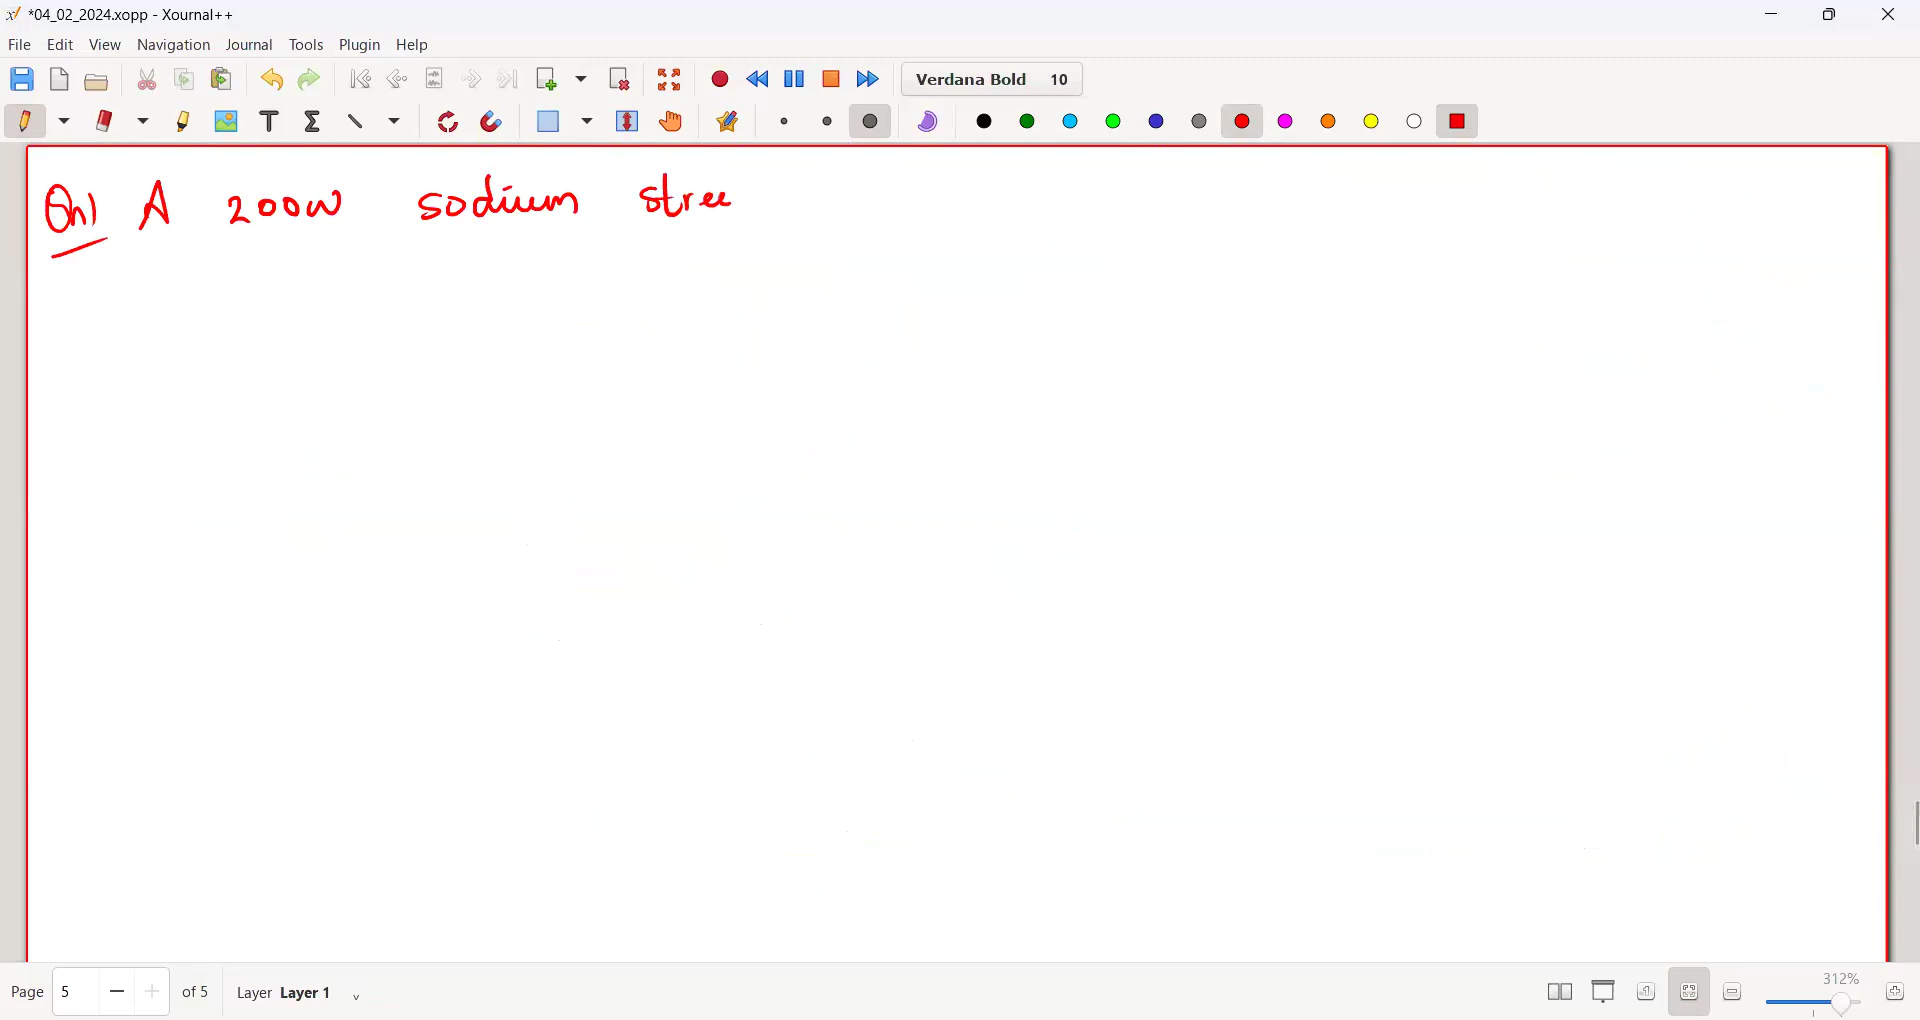 *04_02_2024.xopp - Xournal++
File Edit View Navigation Journal Tools Plugin Help
Verdana Bold 10
Qn) A 200W sodium stree
Page 5 of 5 Layer Layer 1 312%